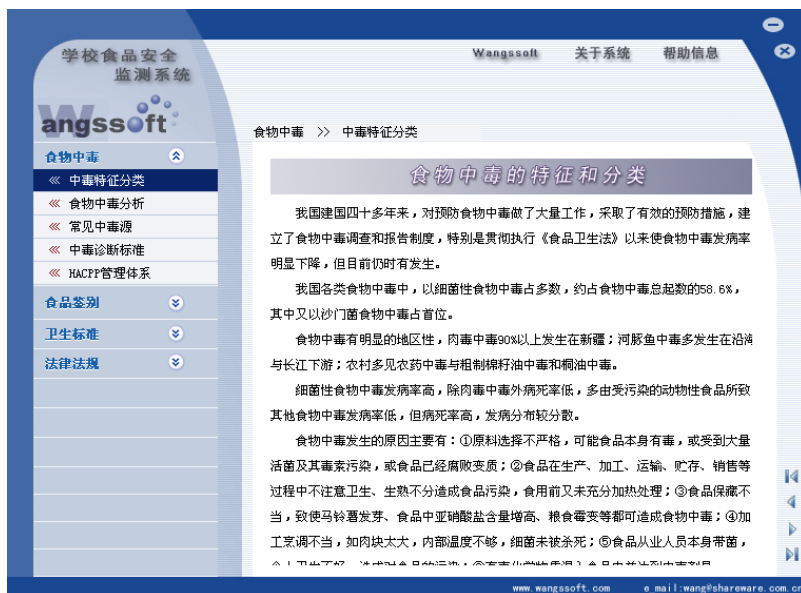 学校食品安全
监测系统
Wangssoft 关于系统 帮助信息
Wangssoft
食物中毒 >> 中毒特征分类
食物中毒
中毒特征分类
食物中毒分析
常见中毒源
中毒诊断标准
HACPP管理体系
食品鉴别
卫生标准
法律法规
食物中毒的特征和分类
我国建国四十多年来，对预防食物中毒做了大量工作，采取了有效的预防措施，建
立了食物中毒调查和报告制度，特别是贯彻执行《食品卫生法》以来使食物中毒发病率
明显下降，但目前仍时有发生。
我国各类食物中毒中，以细菌性食物中毒占多数，约占食物中毒总起数的58.6%，
其中又以沙门菌食物中毒占首位。
食物中毒有明显的地区性，肉毒中毒90%以上发生在新疆；河豚鱼中毒多发生在沿海
与长江下游；农村多见农药中毒与粗制棉籽油中毒和桐油中毒。
细菌性食物中毒发病率高，除肉毒中毒外病死率低，多由受污染的动物性食品所致
其他食物中毒发病率低，但病死率高，发病分布较分散。
食物中毒发生的原因主要有：①原料选择不严格，可能食品本身有毒，或受到大量
活菌及其毒素污染，或食品已经腐败变质；②食品在生产、加工、运输、贮存、销售等
过程中不注意卫生、生熟不分造成食品污染，食用前又未充分加热处理；③食品保藏不
当，致使马铃薯发芽、食品中亚硝酸盐含量增高、粮食霉变等都可造成食物中毒；④加
工烹调不当，如肉块太大，内部温度不够，细菌未被杀死；⑤食品从业人员本身带菌，
www.wangssoft.com e_mail:wang@shareware.com.cn